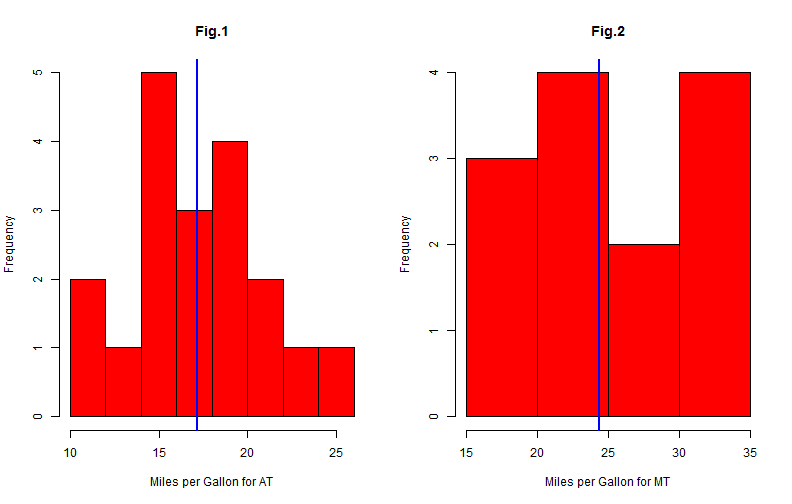 Fig.1
Frequency
0 1 2 3 4 5
10 15 20 25
Miles per Gallon for AT
Fig.2
Frequency
0 1 2 3 4
15 20 25 30 35
Miles per Gallon for MT